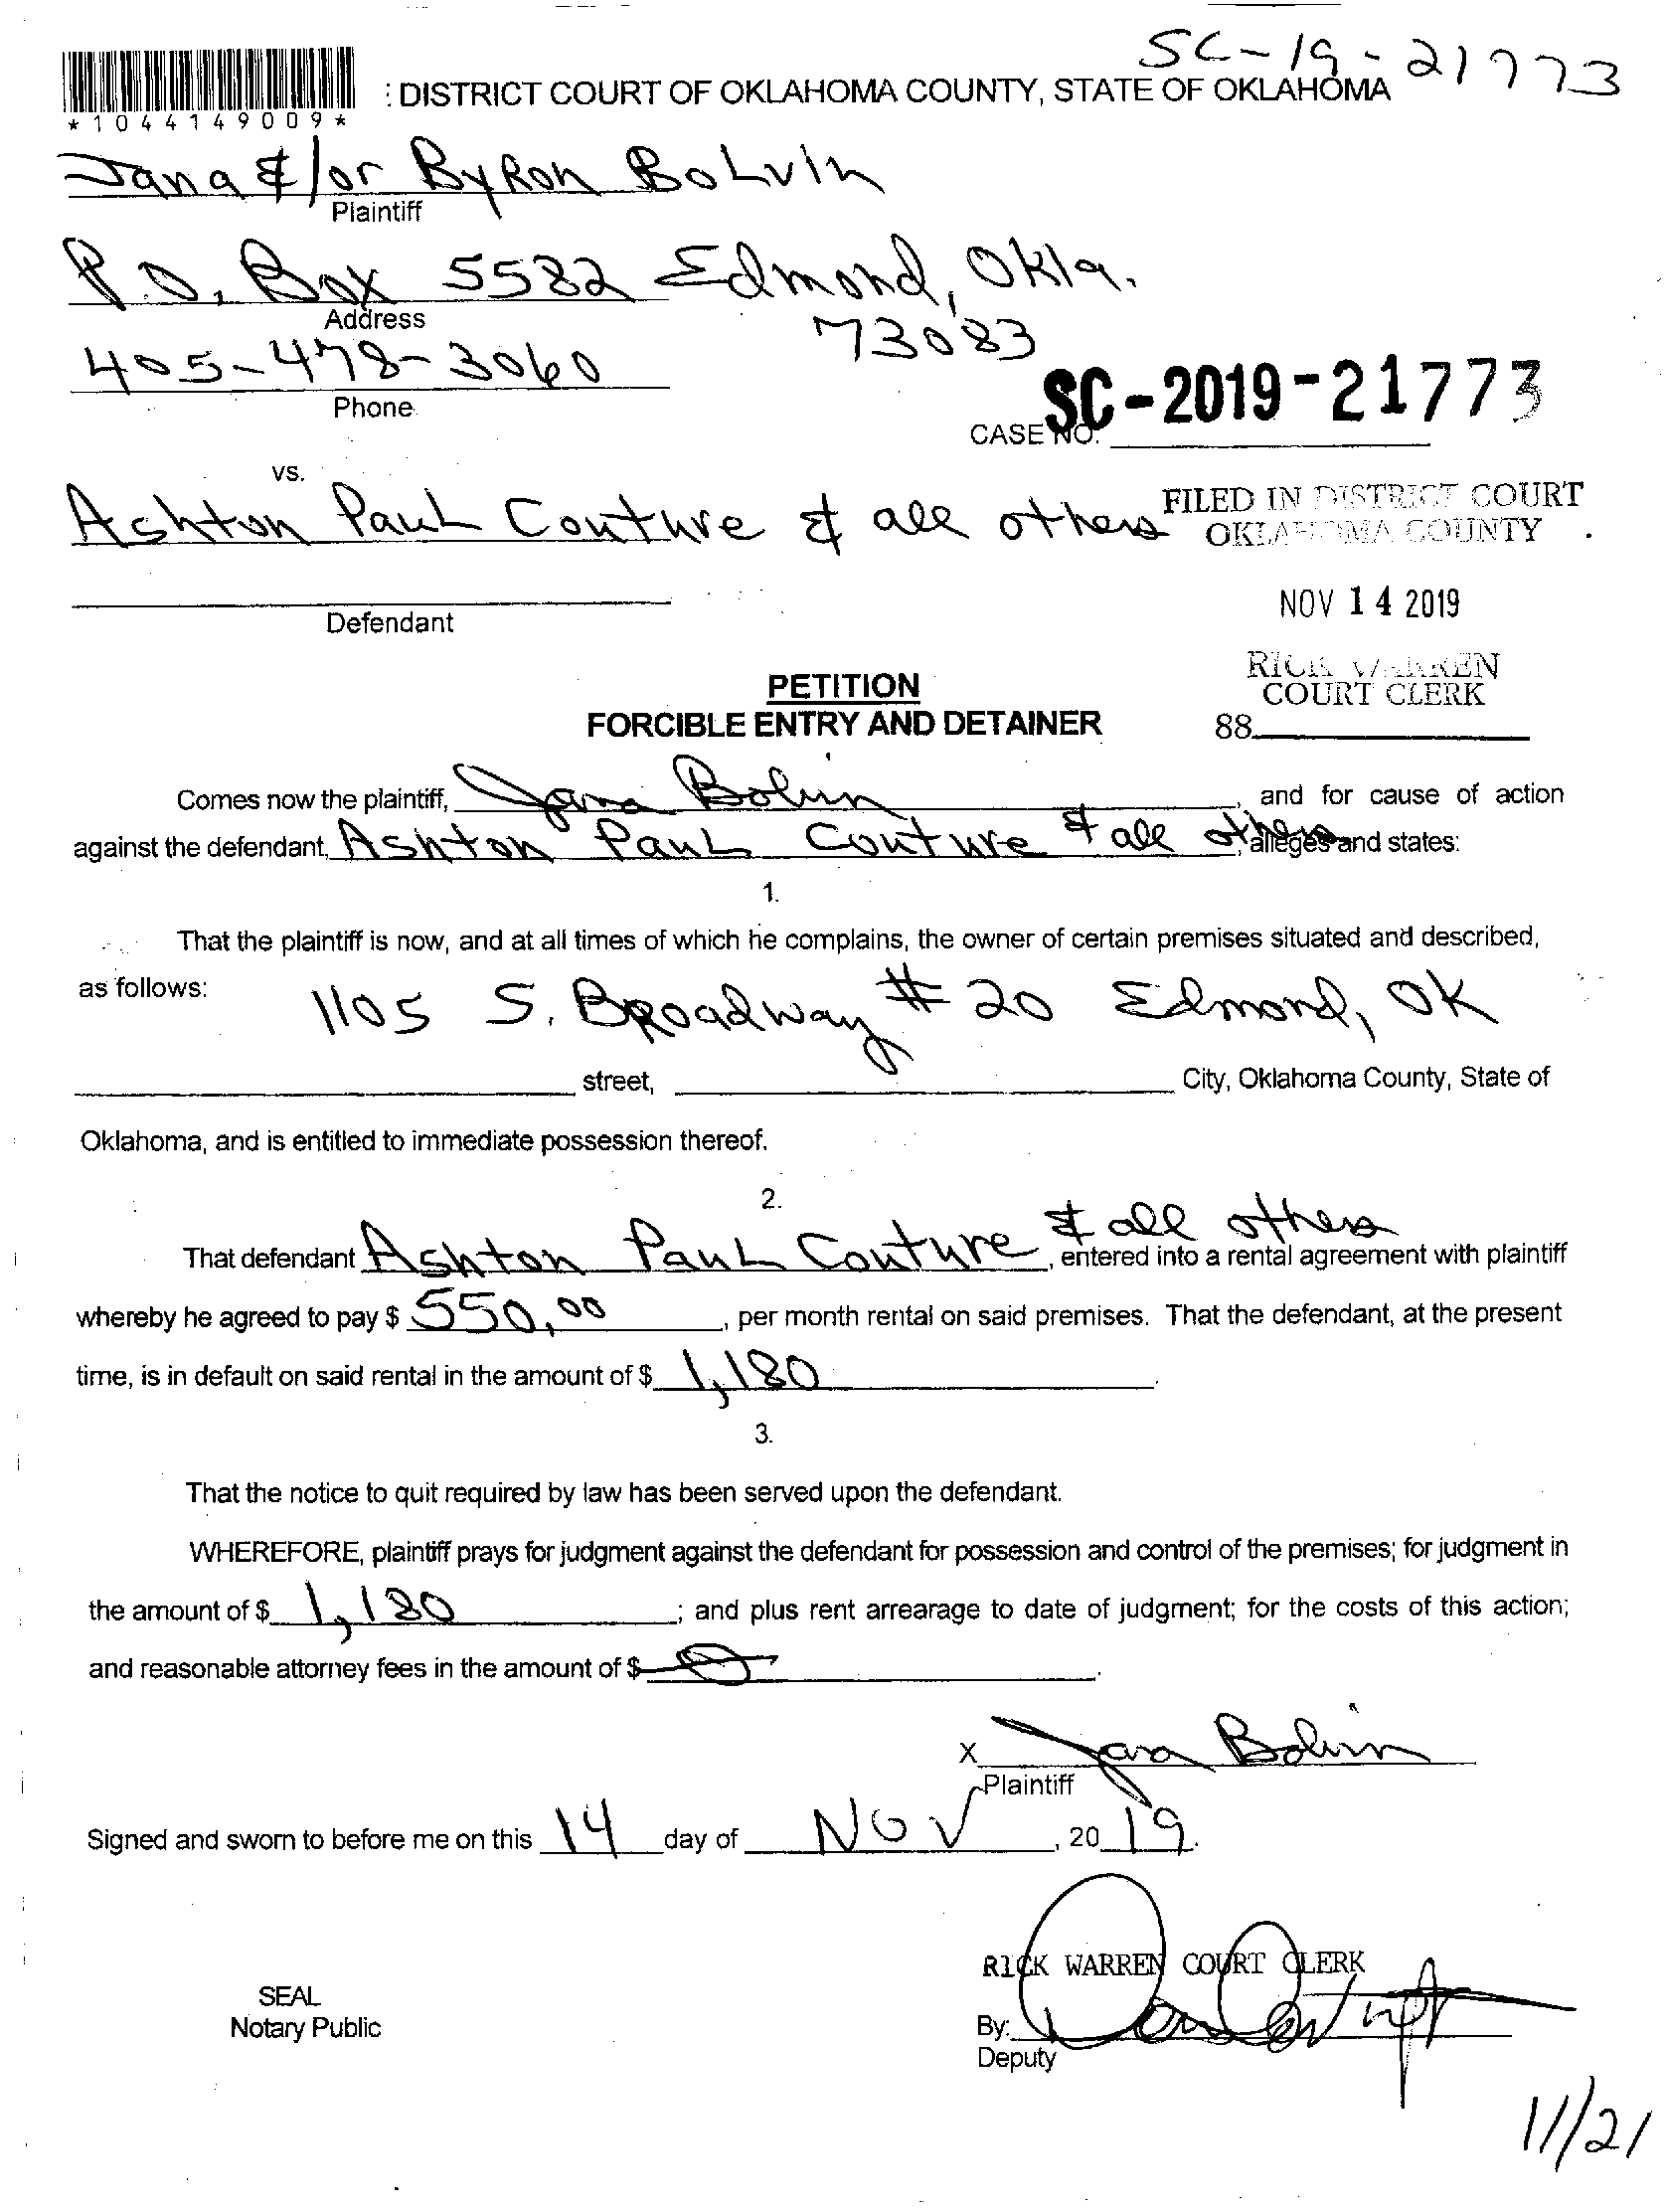 SC-19-21773
*1044149009*
: DISTRICT COURT OF OKLAHOMA COUNTY, STATE OF OKLAHOMA
Jana &/or Byron Bolvin
Plaintiff
P.O. Box 5582 Edmond, Okla.
Address
73083
405-478-3060
Phone
SC-2019-21773
CASE NO.
vs.
Ashton Paul Couture & all others
FILED IN DISTRICT COURT
OKLAHOMA COUNTY
Defendant
NOV 14 2019
RICK WARREN
COURT CLERK
88
PETITION
FORCIBLE ENTRY AND DETAINER
Comes now the plaintiff, Jana Bolvin, and for cause of action
against the defendant, Ashton Paul Couture & all others, alleges and states:
1.
That the plaintiff is now, and at all times of which he complains, the owner of certain premises situated and described,
as follows: 1105 S. Broadway # 20 Edmond, OK
street, City, Oklahoma County, State of
Oklahoma, and is entitled to immediate possession thereof.
2.
That defendant Ashton Paul Couture & all others, entered into a rental agreement with plaintiff
whereby he agreed to pay $ 550.00, per month rental on said premises. That the defendant, at the present
time, is in default on said rental in the amount of $ 1,180.
3.
That the notice to quit required by law has been served upon the defendant.
WHEREFORE, plaintiff prays for judgment against the defendant for possession and control of the premises; for judgment in
the amount of $ 1,180; and plus rent arrearage to date of judgment; for the costs of this action;
and reasonable attorney fees in the amount of $ 0.
X Jana Bolvin
Plaintiff
Signed and sworn to before me on this 14 day of Nov, 2019.
RICK WARREN COURT CLERK
SEAL
Notary Public
By:
Deputy
11/21